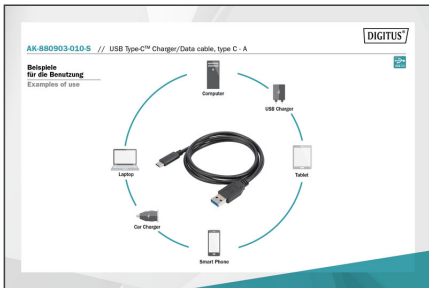 DIGITUS®
AK-880903-010-S // USB Type-C™ Charger/Data cable, type C - A
Beispiele
für die Benutzung
Examples of use
Computer
USB Charger
Laptop
Tablet
Car Charger
Smart Phone